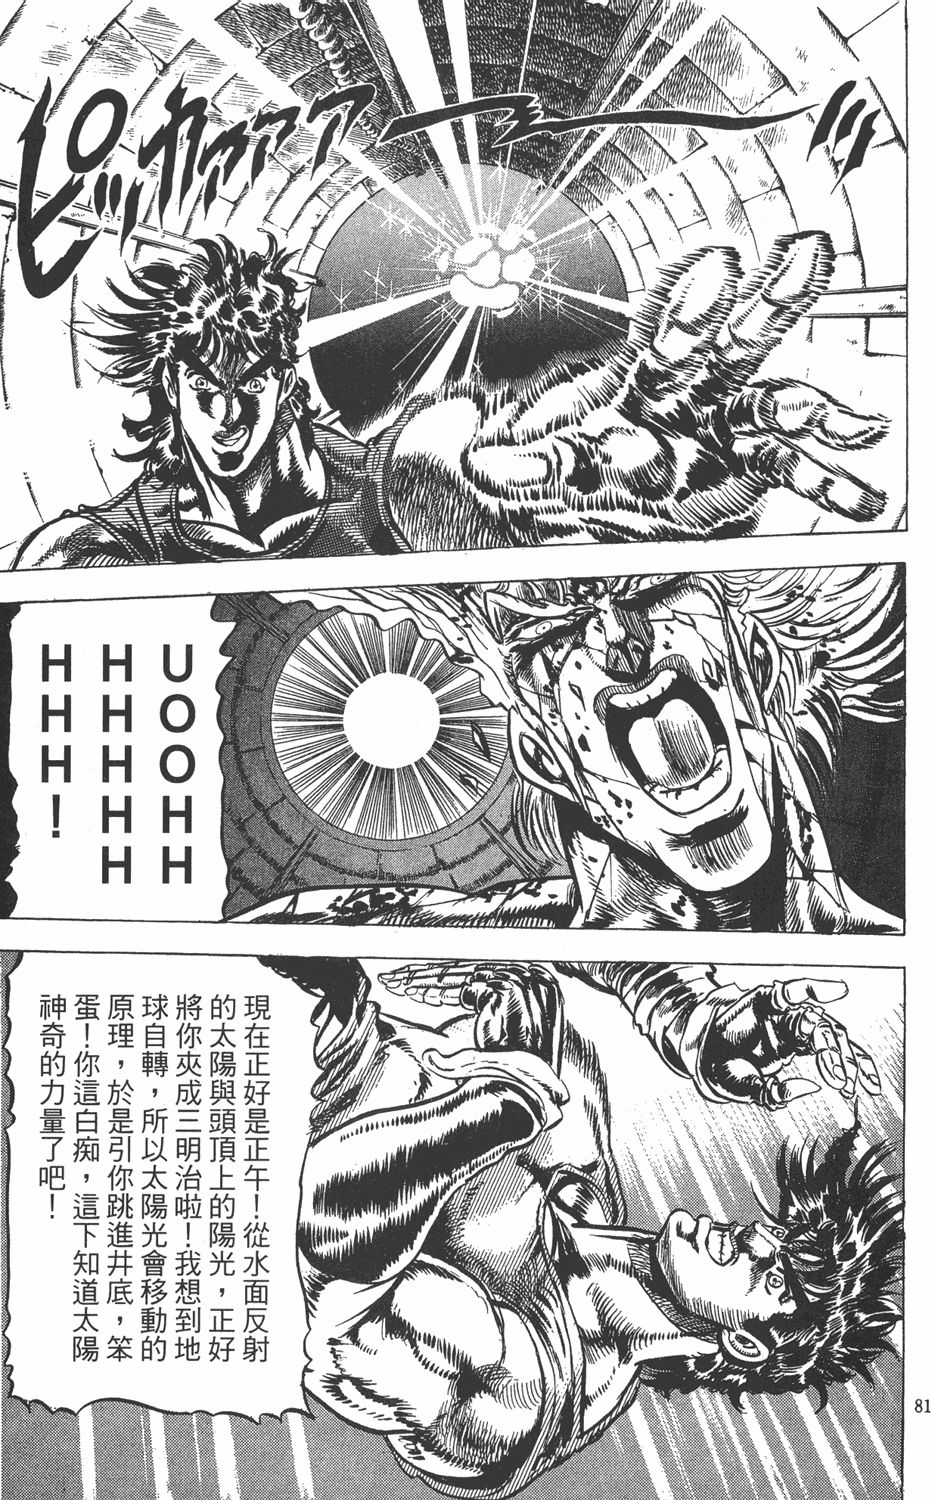 ピッカァァァァーーッ
UOOHH
HHHHH
HHH!
現在正好是正午！從水面反射
的太陽與頭頂上的陽光，正好
將你夾成三明治啦！我想到地
球自轉，所以太陽光會移動的
原理，於是引你跳進井底，笨
蛋！你這白痴，這下知道太陽
神奇的力量了吧！
81